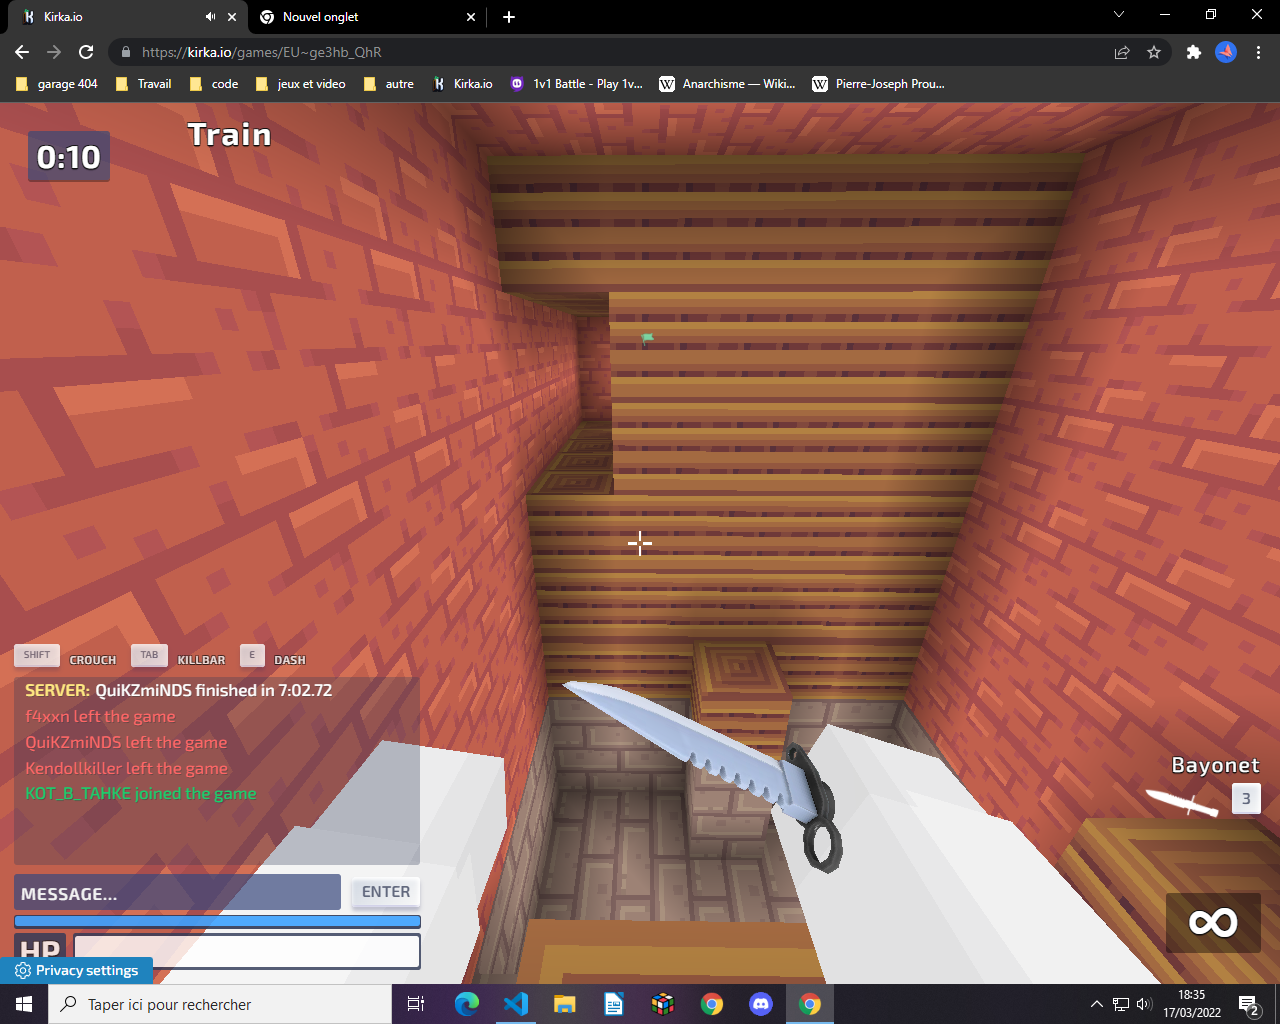 Kirka.io
Nouvel onglet
https://kirka.io/games/EU~ge3hb_QhR
garage 404
Travail
code
jeux et video
autre
Kirka.io
1v1 Battle - Play 1v...
Anarchisme — Wiki...
Pierre-Joseph Prou...
0:10
Train
SHIFT CROUCH TAB KILLBAR E DASH
SERVER: QuiKZmiNDS finished in 7:02.72
f4xxn left the game
QuiKZmiNDS left the game
Kendollkiller left the game
KOT_B_TAHKE joined the game
Bayonet
3
MESSAGE...
ENTER
HP
Privacy settings
Taper ici pour rechercher
18:35
17/03/2022
2